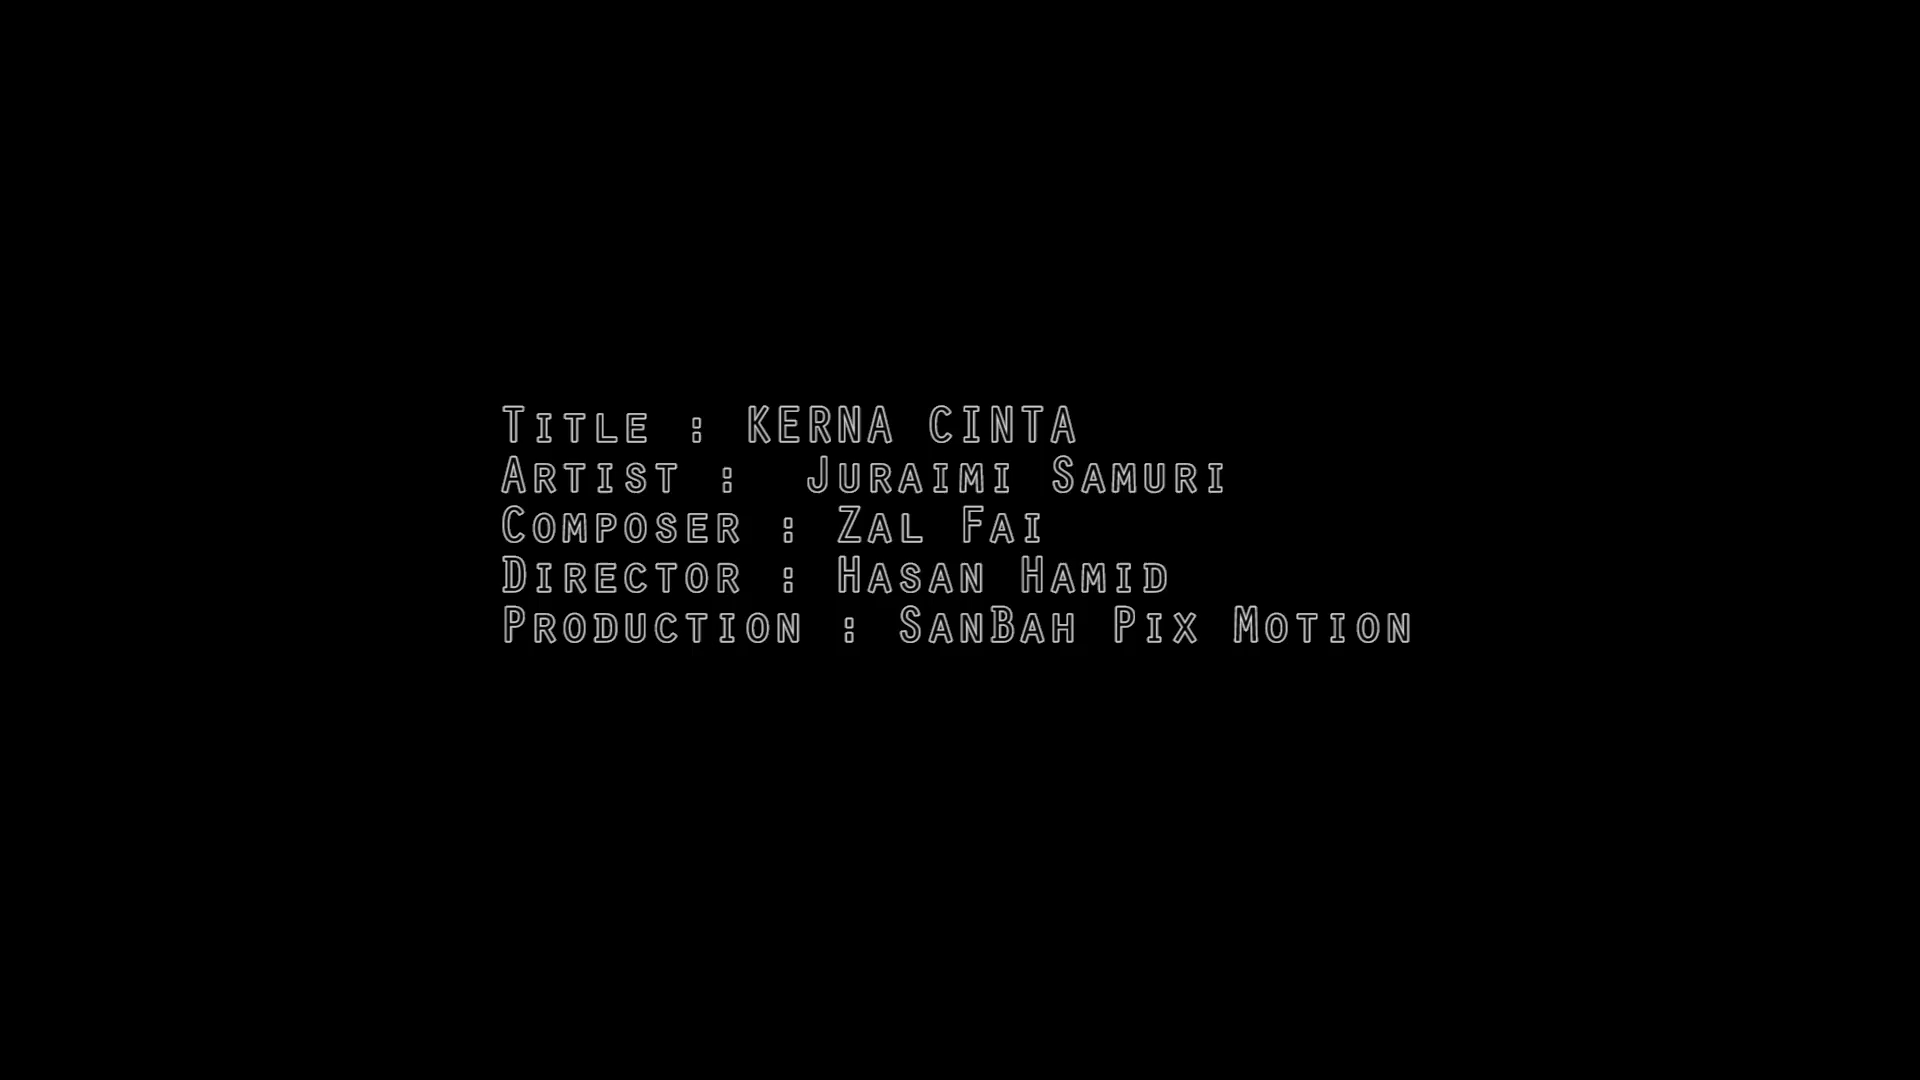 Title : KERNA CINTA
Artist :  Juraimi Samuri
Composer : Zal Fai
Director : Hasan Hamid
Production : SanBah Pix Motion